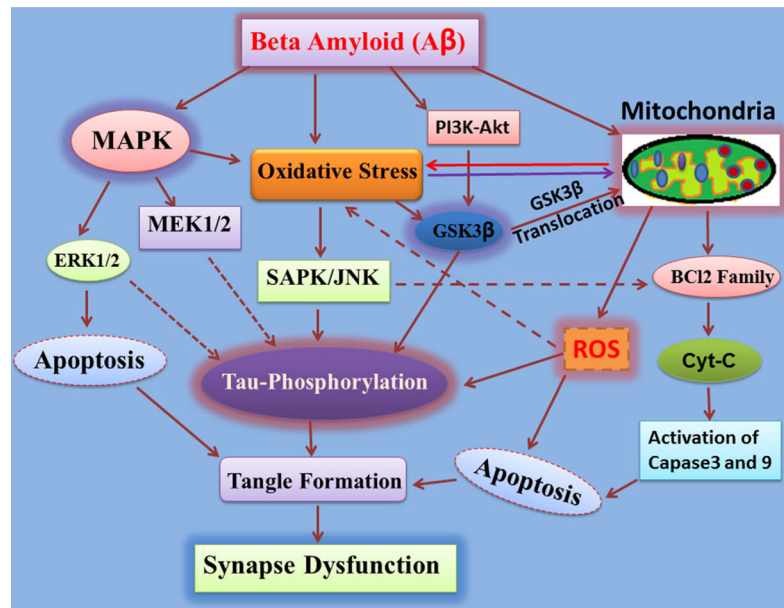 Beta Amyloid (Aβ)
Mitochondria
PI3K-Akt
MAPK
Oxidative Stress
GSK3β
Translocation
MEK1/2
GSK3β
ERK1/2
SAPK/JNK
BCl2 Family
Apoptosis
ROS
Cyt-C
Tau-Phosphorylation
Activation of
Capase3 and 9
Tangle Formation
Apoptosis
Synapse Dysfunction